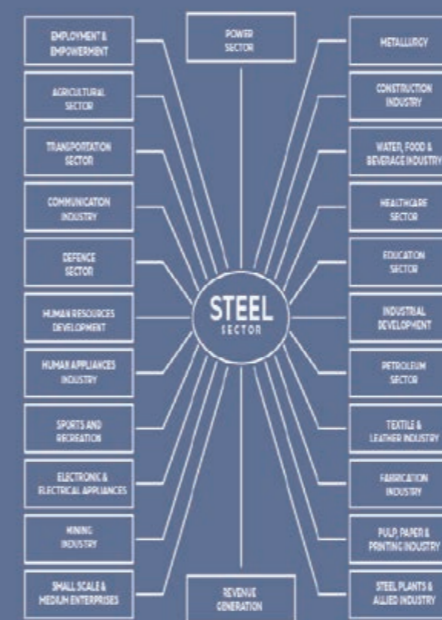 EMPLOYMENT &
EMPOWERMENT
AGRICULTURAL
SECTOR
TRANSPORTATION
SECTOR
COMMUNICATION
INDUSTRY
DEFENCE
SECTOR
HUMAN RESOURCES
DEVELOPMENT
HUMAN APPLIANCES
INDUSTRY
SPORTS AND
RECREATION
ELECTRONIC &
ELECTRICAL APPLIANCES
MINING
INDUSTRY
SMALL SCALE &
MEDIUM ENTERPRISES
POWER
SECTOR
STEEL
SECTOR
REVENUE
GENERATION
METALLURGY
CONSTRUCTION
INDUSTRY
WATER, FOOD &
BEVERAGE INDUSTRY
HEALTHCARE
SECTOR
EDUCATION
SECTOR
INDUSTRIAL
DEVELOPMENT
PETROLEUM
SECTOR
TEXTILE &
LEATHER INDUSTRY
FABRICATION
INDUSTRY
PULP, PAPER &
PRINTING INDUSTRY
STEEL PLANTS &
ALLIED INDUSTRY